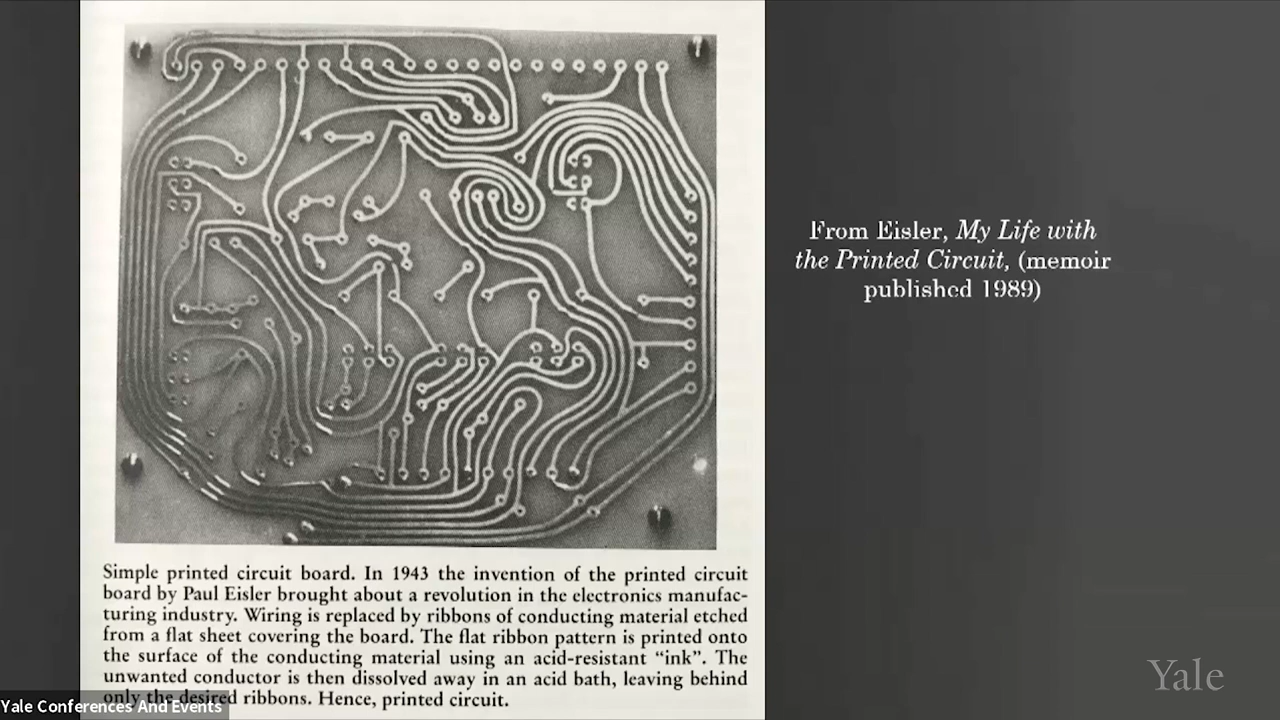 Simple printed circuit board. In 1943 the invention of the printed circuit
board by Paul Eisler brought about a revolution in the electronics manufac-
turing industry. Wiring is replaced by ribbons of conducting material etched
from a flat sheet covering the board. The flat ribbon pattern is printed onto
the surface of the conducting material using an acid-resistant “ink”. The
unwanted conductor is then dissolved away in an acid bath, leaving behind
only the desired ribbons. Hence, printed circuit.
From Eisler, My Life with
the Printed Circuit, (memoir
published 1989)
Yale
Yale Conferences And Events